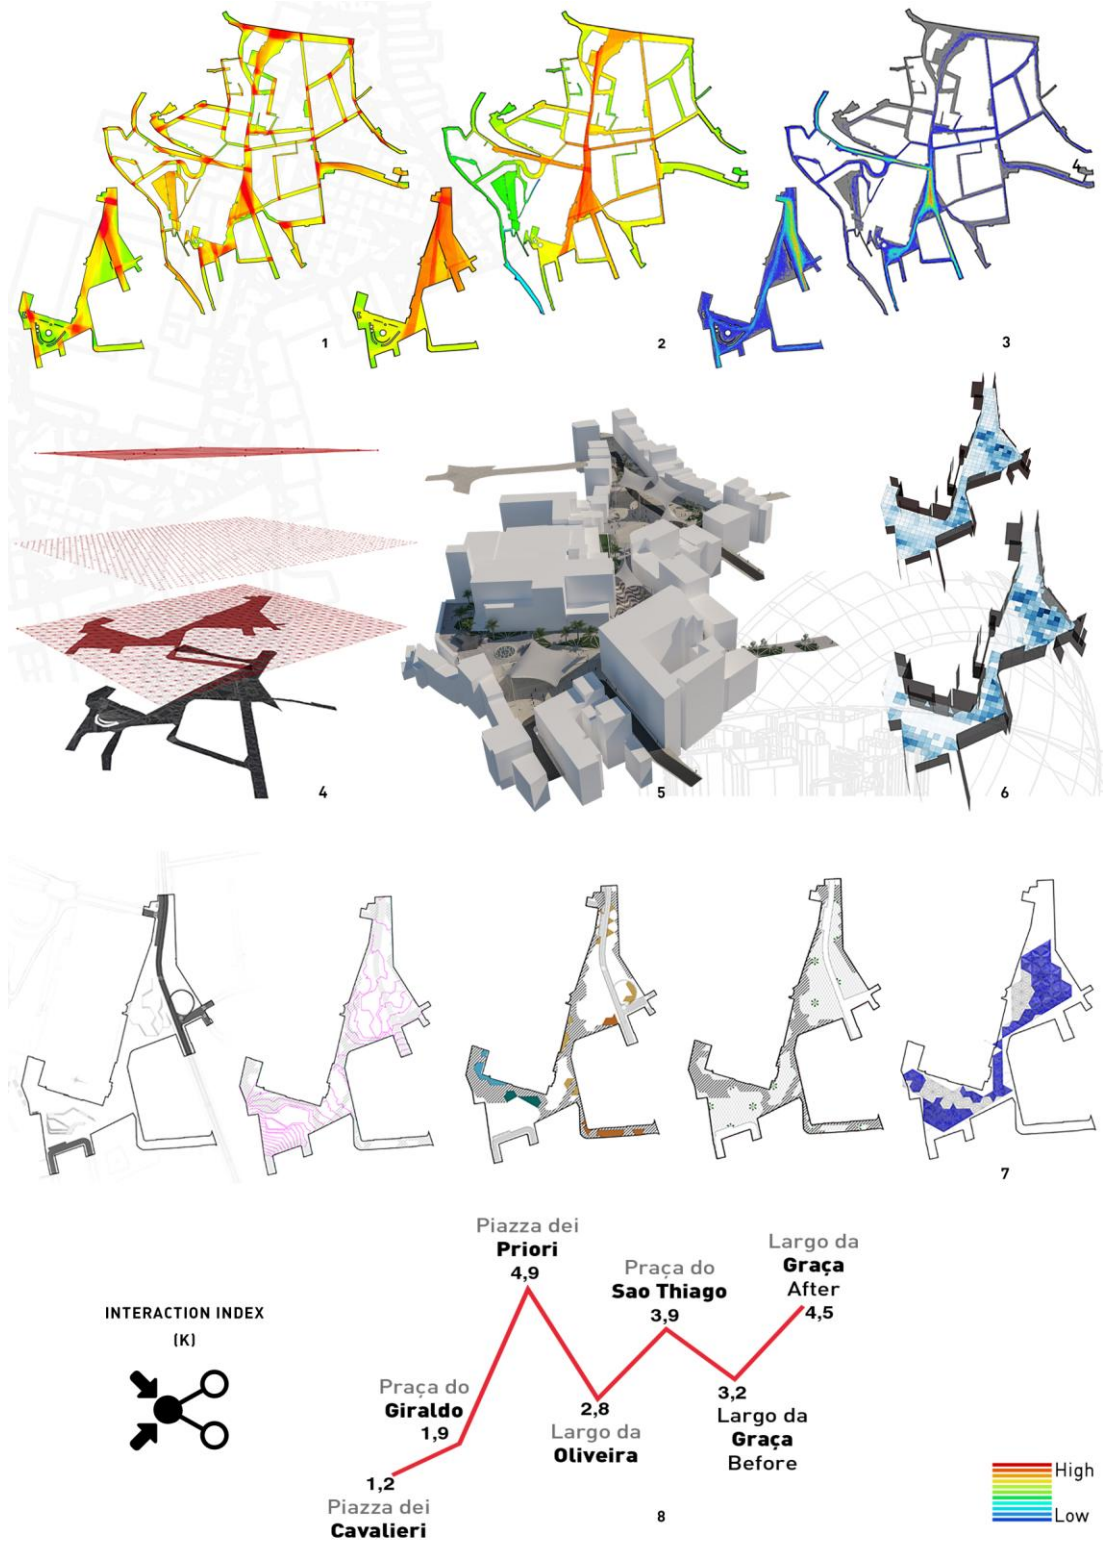 1
2
3
4
4
5
6
7
Piazza dei
Priori
4,9
Praça do
Sao Thiago
3,9
Largo da
Graça
After
4,5
INTERACTION INDEX
(K)
Praça do
Giraldo
1,9
2,8
Largo da
Oliveira
3,2
Largo da
Graça
Before
1,2
Piazza dei
Cavalieri
8
High
Low